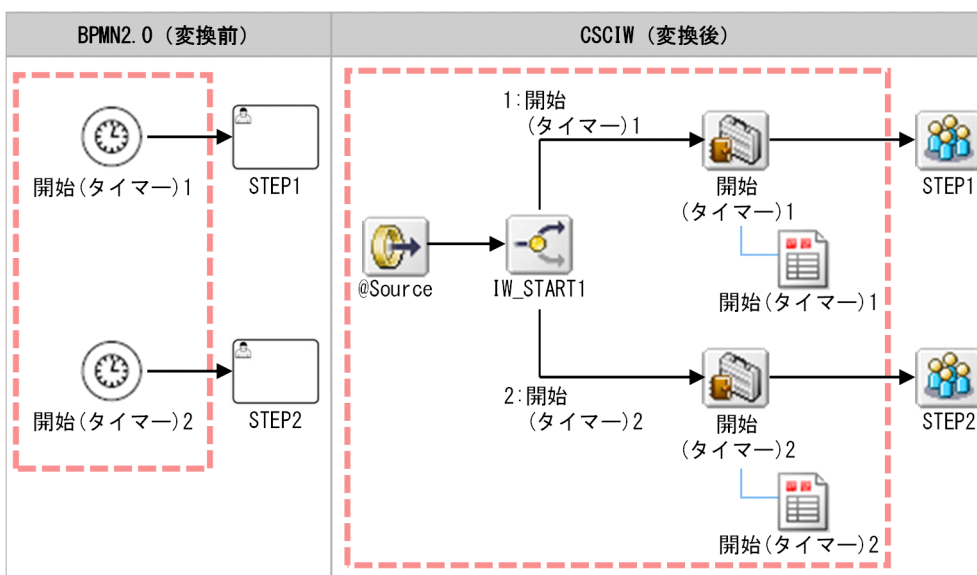 BPMN2.0（変換前）
CSCIW（変換後）
開始(タイマー)1
STEP1
開始(タイマー)2
STEP2
@Source
IW_START1
1:開始
(タイマー)1
開始
(タイマー)1
開始(タイマー)1
STEP1
2:開始
(タイマー)2
開始
(タイマー)2
開始(タイマー)2
STEP2